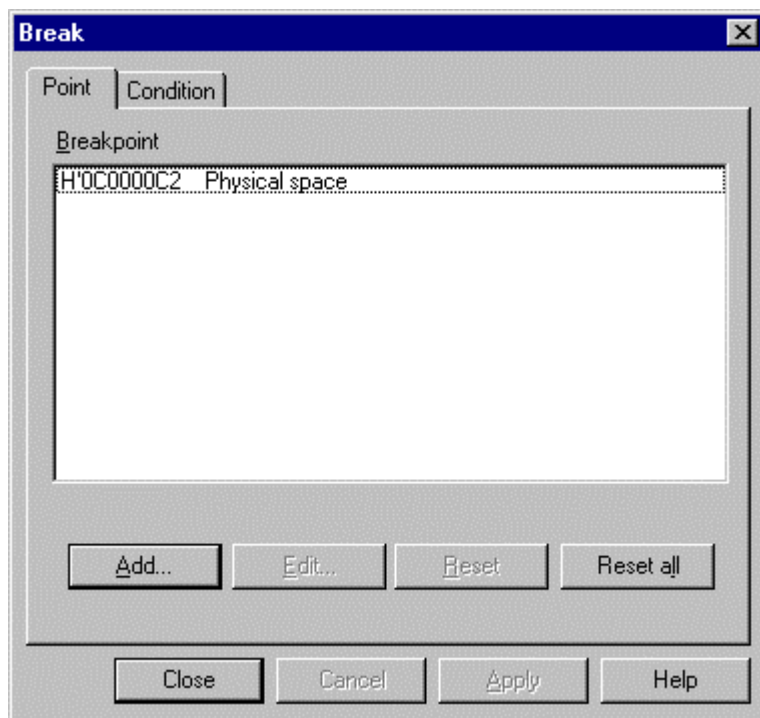 Break
Point Condition
Breakpoint
H'0C0000C2 Physical space
Add... Edit... Reset Reset all
Close Cancel Apply Help